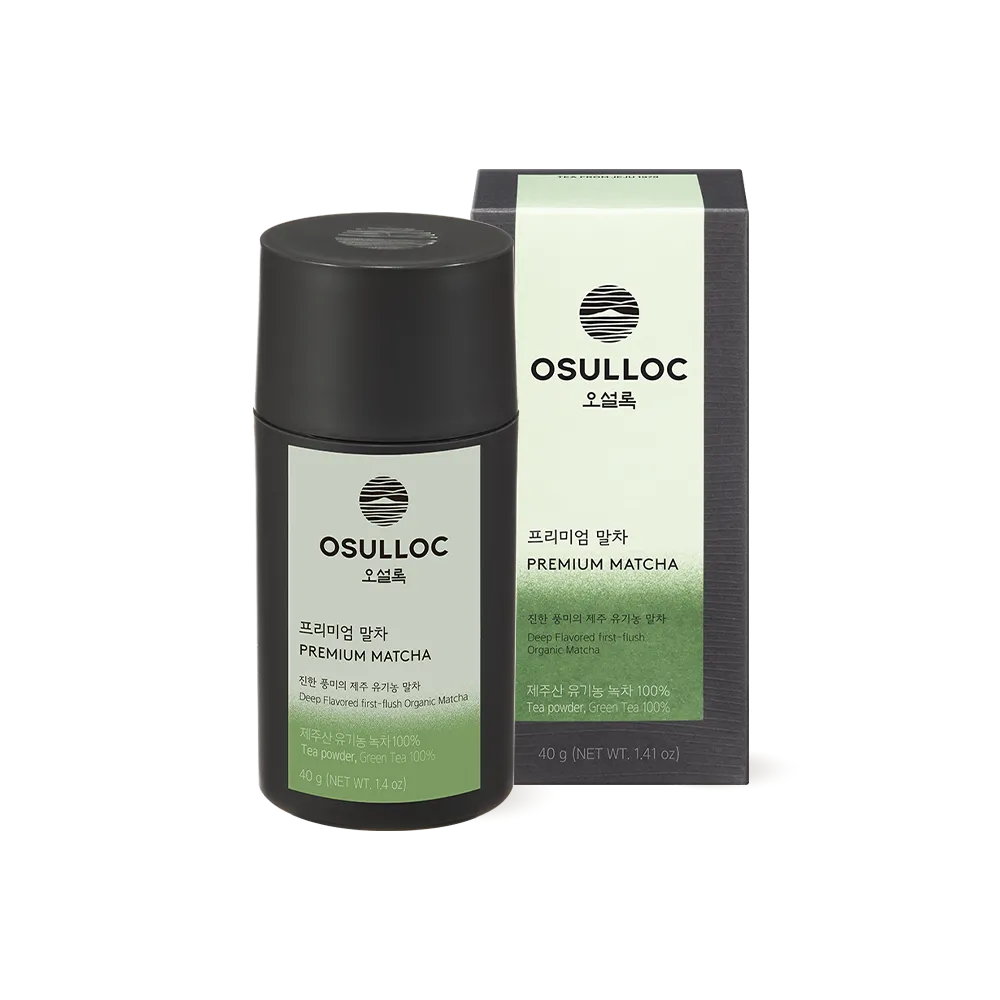 OSULLOC
오설록
프리미엄 말차
PREMIUM MATCHA
진한 풍미의 제주 유기농 말차
Deep Flavored first-flush Organic Matcha
제주산 유기농 녹차 100%
Tea powder, Green Tea 100%
40 g (NET WT. 1.4 oz)
TEA FROM JEJU 1979
OSULLOC
오설록
프리미엄 말차
PREMIUM MATCHA
진한 풍미의 제주 유기농 말차
Deep Flavored first-flush
Organic Matcha
제주산 유기농 녹차 100%
Tea powder, Green Tea 100%
40 g (NET WT. 1.41 oz)